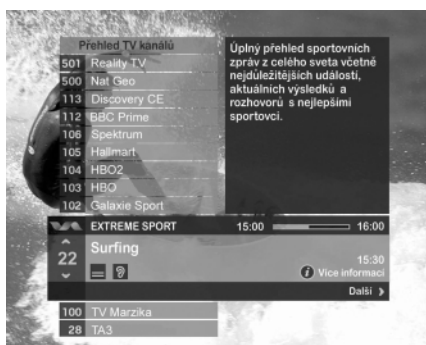 Přehled TV kanálů
501 Reality TV
500 Nat Geo
113 Discovery CE
112 BBC Prime
106 Spektrum
105 Hallmart
104 HBO2
103 HBO
102 Galaxie Sport
Úplný přehled sportovních
zpráv z celého sveta včetně
nejdůležitějších událostí,
aktuálních výsledků a
rozhovorů s nejlepšími
sportovci.
EXTREME SPORT 15:00 16:00
22 Surfing
15:30
i Více informací
Další
100 TV Marzika
28 TA3